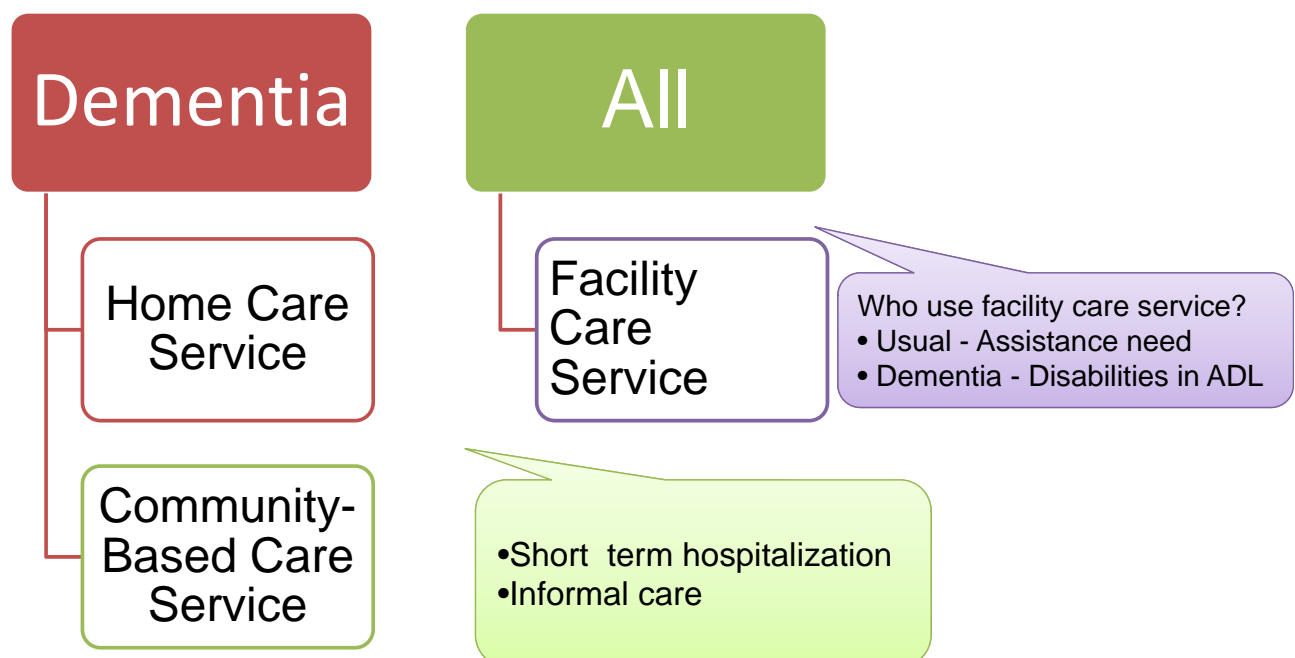 Dementia
All
Home Care
Service
Facility
Care
Service
Who use facility care service?
• Usual - Assistance need
• Dementia - Disabilities in ADL
Community-
Based Care
Service
•Short term hospitalization
•Informal care